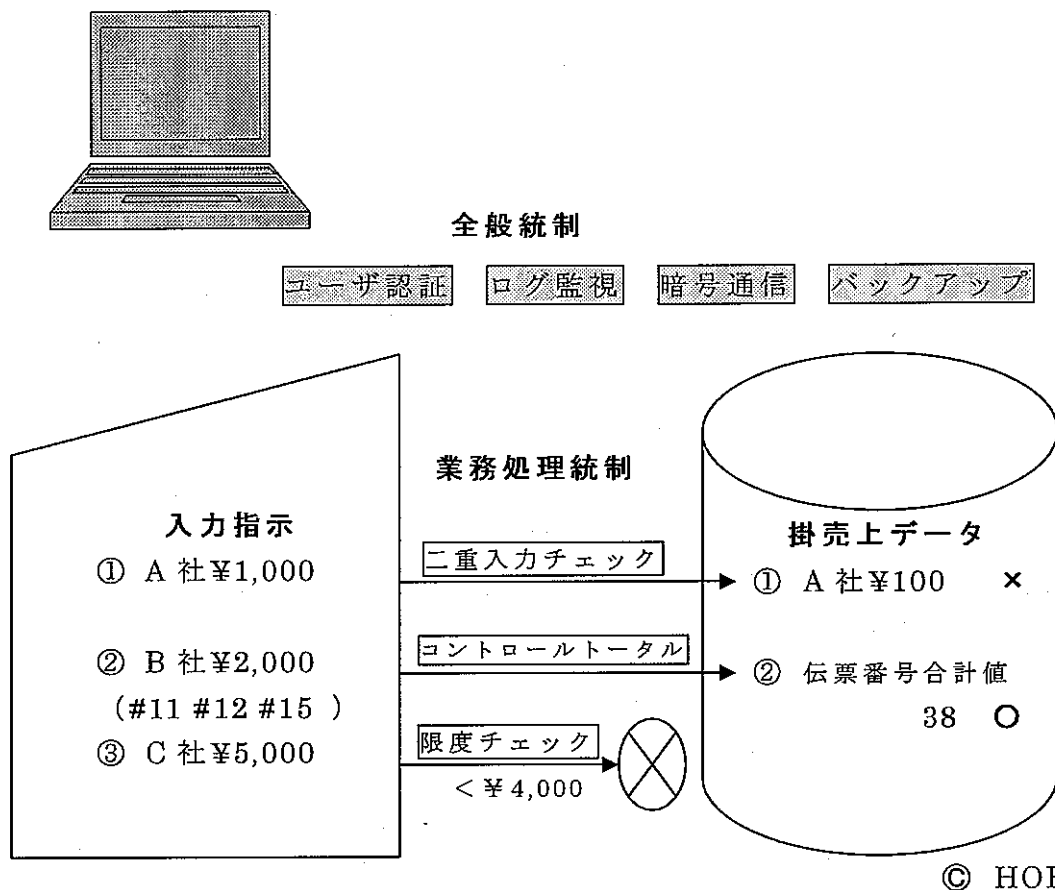 全般統制
ユーザ認証 ログ監視 暗号通信 バックアップ
業務処理統制
入力指示
① A社¥1,000
② B社¥2,000
(#11 #12 #15 )
③ C社¥5,000
二重入力チェック
コントロールトータル
限度チェック
<¥4,000
掛売上データ
① A社¥100 ×
② 伝票番号合計値
38 ○
©